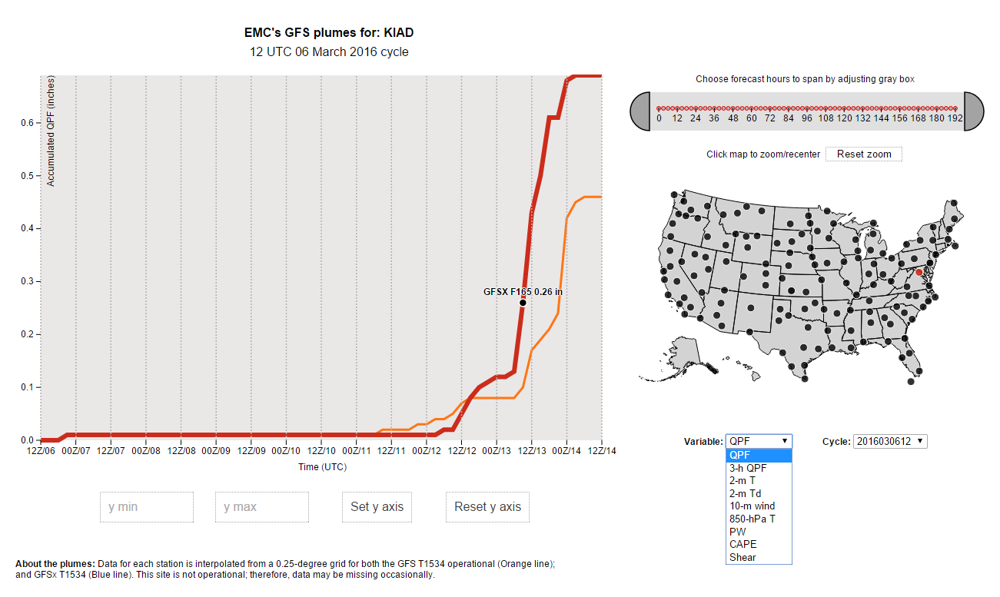 EMC's GFS plumes for: KIAD
12 UTC 06 March 2016 cycle
Accumulated QPF (inches)
0.6
0.5
0.4
0.3
0.2
0.1
0.0
GFSX F165 0.26 in
12Z/06 00Z/07 12Z/07 00Z/08 12Z/08 00Z/09 12Z/09 00Z/10 12Z/10 00Z/11 12Z/11 00Z/12 12Z/12 00Z/13 12Z/13 00Z/14 12Z/14
Time (UTC)
y min
y max
Set y axis
Reset y axis
Choose forecast hours to span by adjusting gray box
0 12 24 36 48 60 72 84 96 108 120 132 144 156 168 180 192
Click map to zoom/recenter
Reset zoom
Variable: QPF
Cycle: 2016030612
QPF
3-h QPF
2-m T
2-m Td
10-m wind
850-hPa T
PW
CAPE
Shear
About the plumes: Data for each station is interpolated from a 0.25-degree grid for both the GFS T1534 operational (Orange line);
and GFSx T1534 (Blue line). This site is not operational; therefore, data may be missing occasionally.